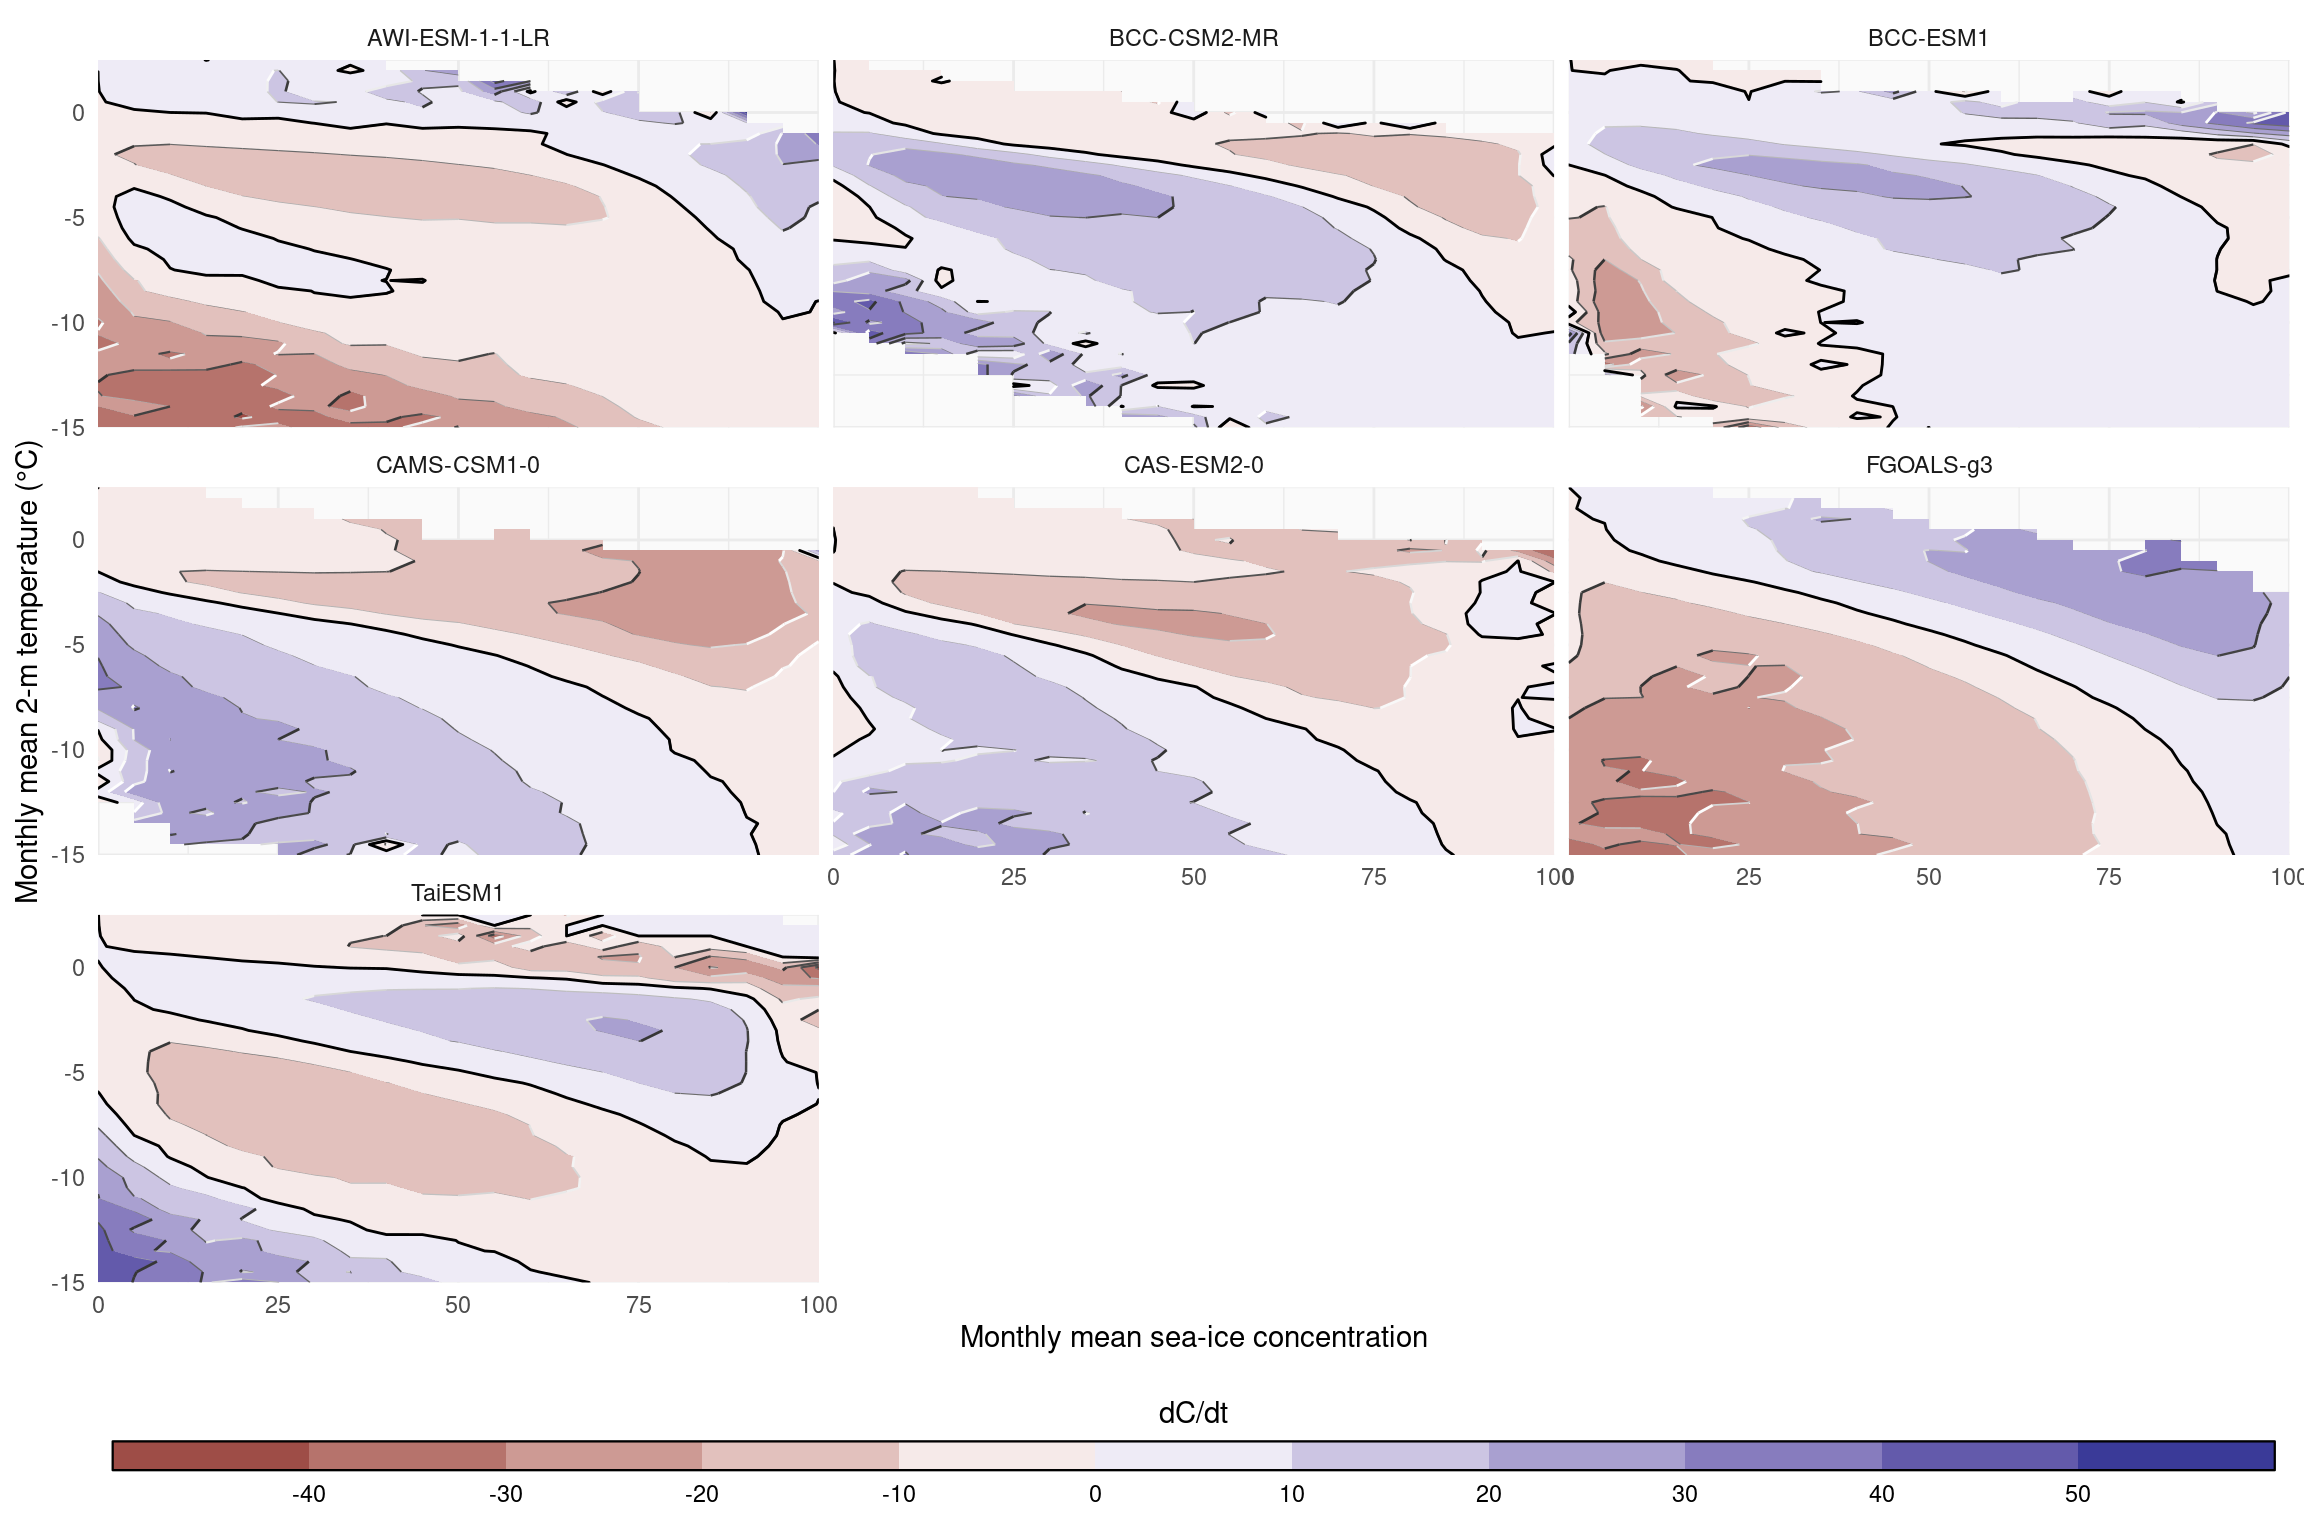 AWI-ESM-1-1-LR
BCC-CSM2-MR
BCC-ESM1
0
-5
-10
-15
CAMS-CSM1-0
CAS-ESM2-0
FGOALS-g3
0
-5
-10
-15
0 25 50 75 100
0 25 50 75 100
TaiESM1
0
-5
-10
-15
0 25 50 75 100
Monthly mean 2-m temperature (°C)
Monthly mean sea-ice concentration
dC/dt
-40 -30 -20 -10 0 10 20 30 40 50